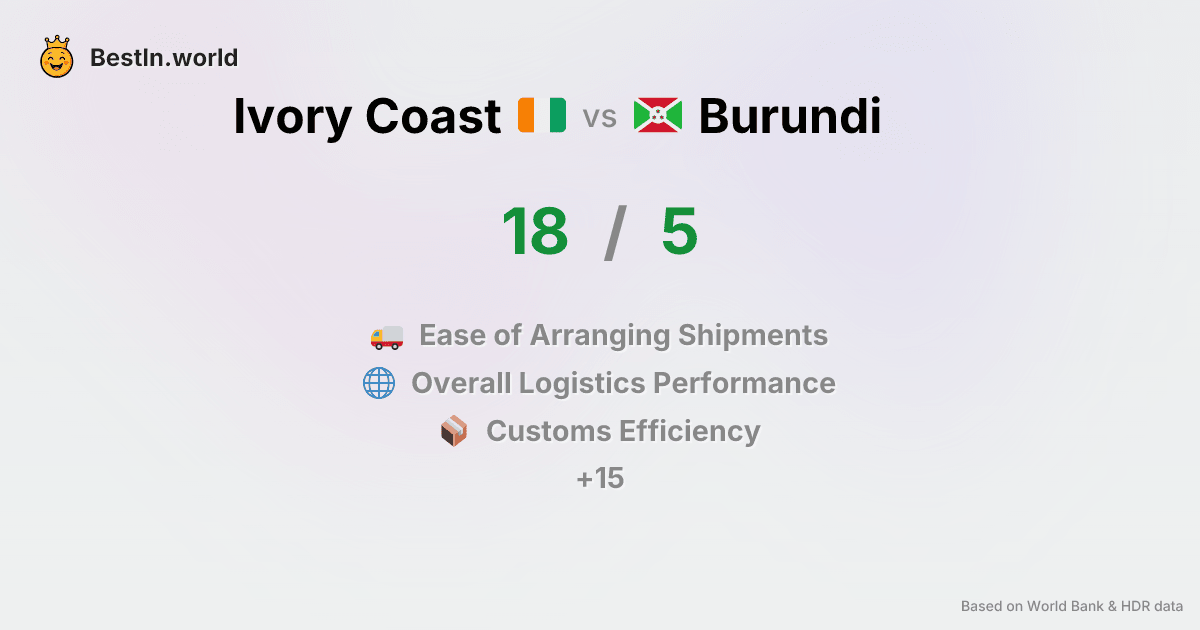 BestIn.world
Ivory Coast vs Burundi
18 / 5
Ease of Arranging Shipments
Overall Logistics Performance
Customs Efficiency
+15
Based on World Bank & HDR data